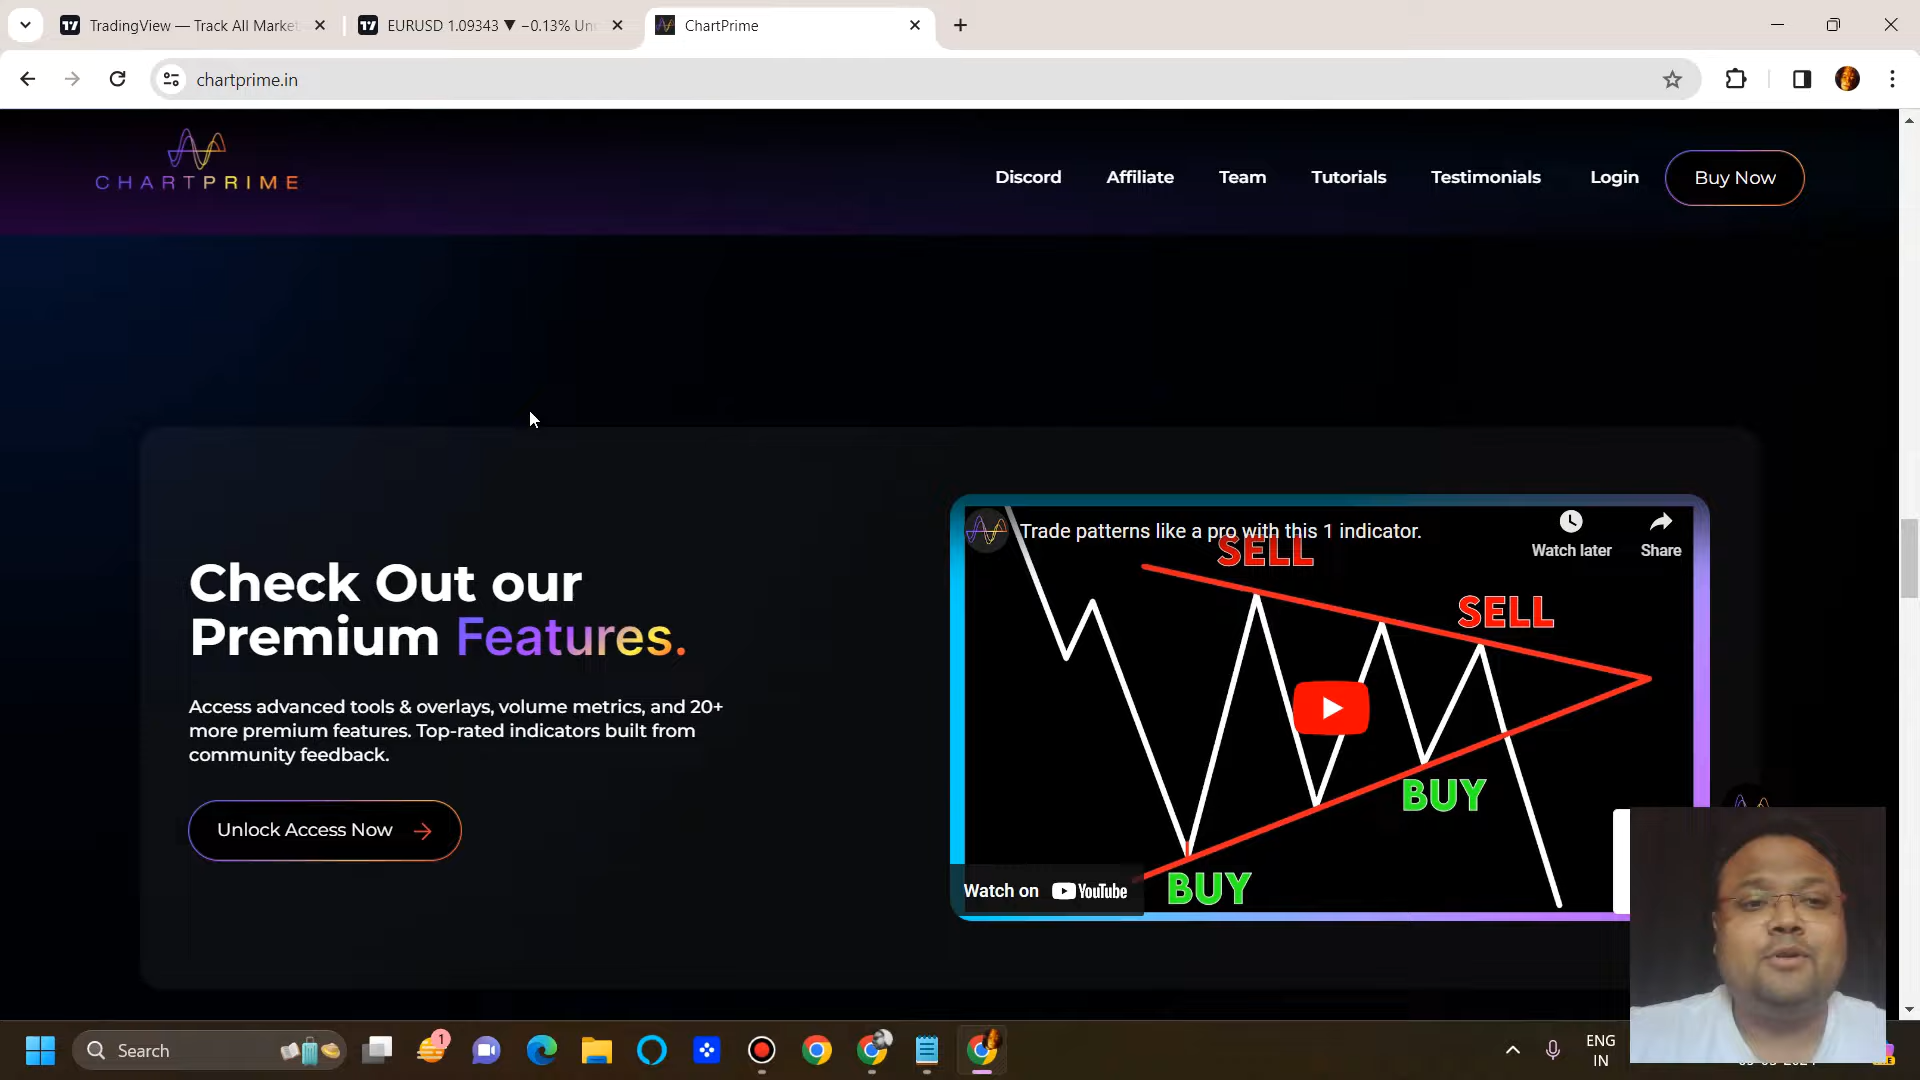 TradingView — Track All Market
EURUSD 1.09343 ▼ −0.13% Un
ChartPrime
chartprime.in
CHARTPRIME
Discord
Affiliate
Team
Tutorials
Testimonials
Login
Buy Now
Check Out our
Premium Features.
Access advanced tools & overlays, volume metrics, and 20+
more premium features. Top-rated indicators built from
community feedback.
Unlock Access Now
Trade patterns like a pro with this 1 indicator.
Watch later
Share
SELL
SELL
BUY
BUY
Watch on YouTube
Search
1
ENG
IN